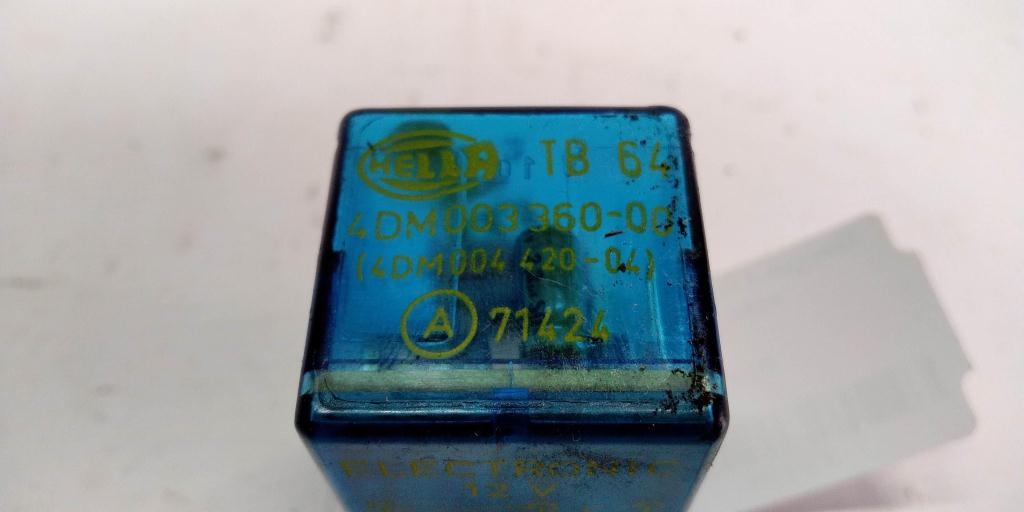 HELLA TB 64
4DM003 360-00
(4DM004 420-04)
A 71424
ELECTRONIC
12 V